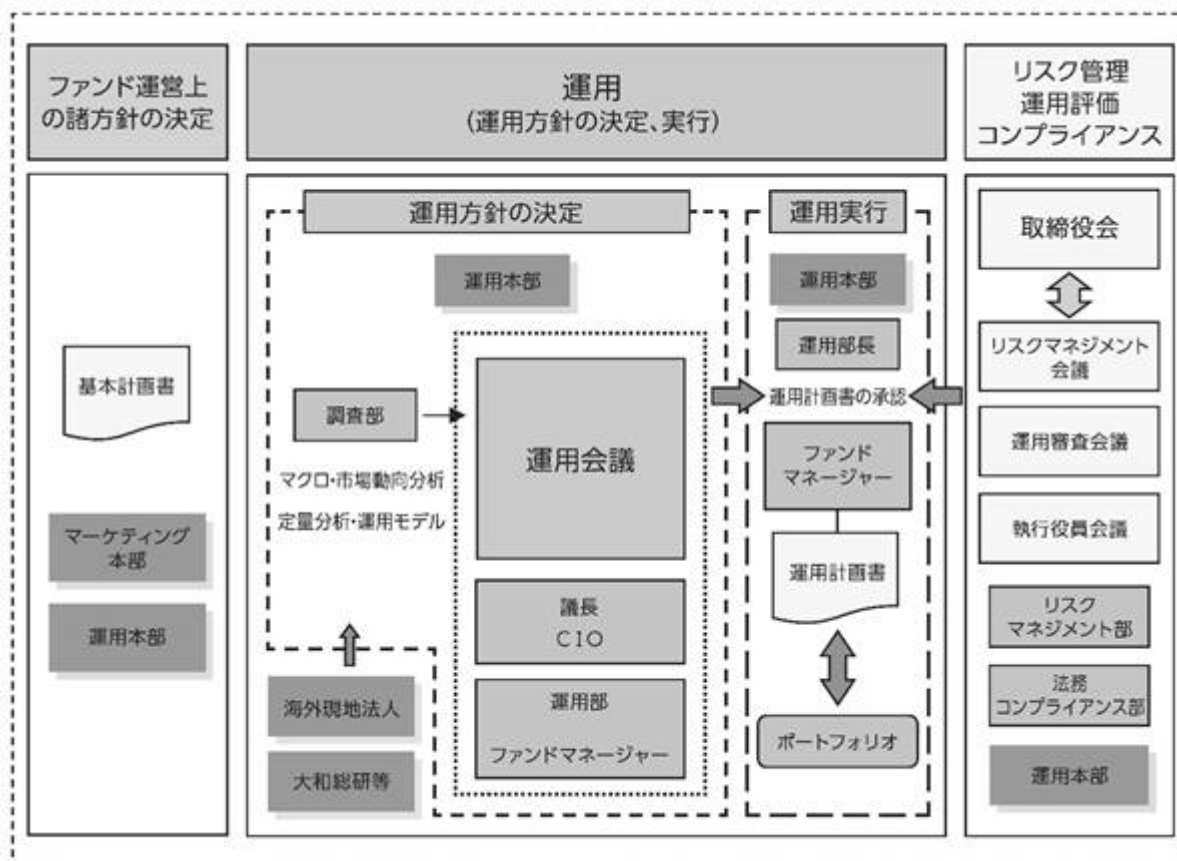 ファンド運営上
の諸方針の決定
運用
(運用方針の決定、実行)
リスク管理
運用評価
コンプライアンス
基本計画書
マーケティング
本部
運用本部
運用方針の決定
運用本部
調査部
マクロ・市場動向分析
定量分析・運用モデル
運用会議
議長
CIO
運用部
ファンドマネージャー
海外現地法人
大和総研等
運用実行
運用本部
運用部長
運用計画書の承認
ファンド
マネージャー
運用計画書
ポートフォリオ
取締役会
リスクマネジメント
会議
運用審査会議
執行役員会議
リスク
マネジメント部
法務
コンプライアンス部
運用本部